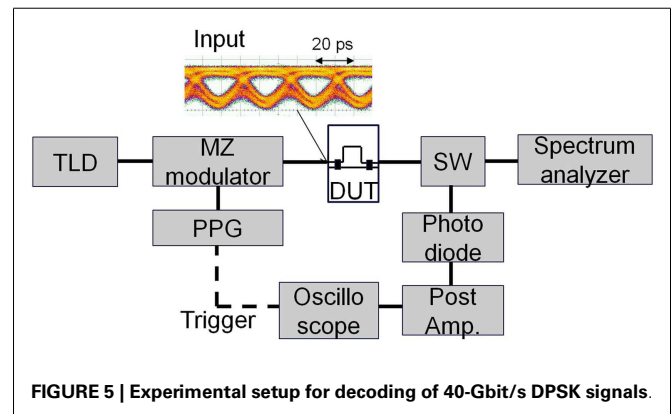 Input
20 ps
TLD
MZ
modulator
DUT
SW
Spectrum
analyzer
PPG
Photo
diode
Trigger
Oscillo
scope
Post
Amp.
FIGURE 5 | Experimental setup for decoding of 40-Gbit/s DPSK signals.